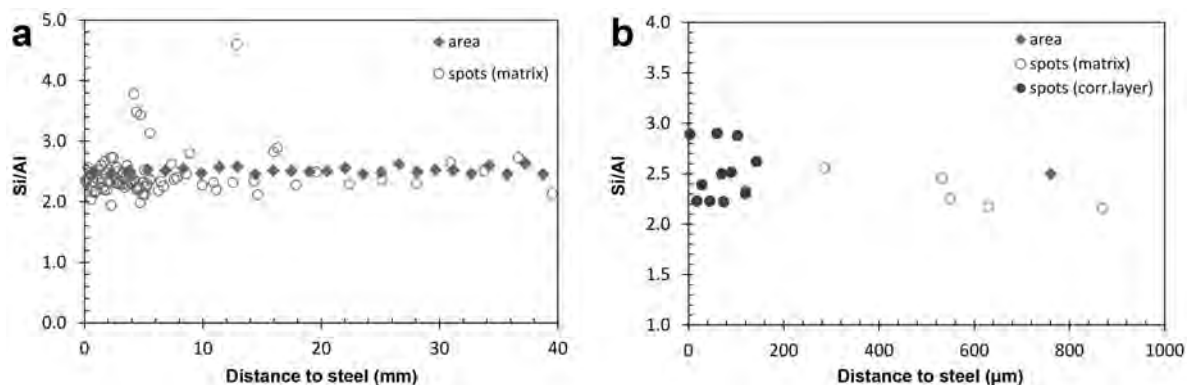 a
5.0
4.0
3.0
2.0
1.0
0.0
Si/Al
area
spots (matrix)
0 10 20 30 40
Distance to steel (mm)
b
4.0
3.5
3.0
2.5
2.0
1.5
1.0
Si/Al
area
spots (matrix)
spots (corr.layer)
0 200 400 600 800 1000
Distance to steel (µm)